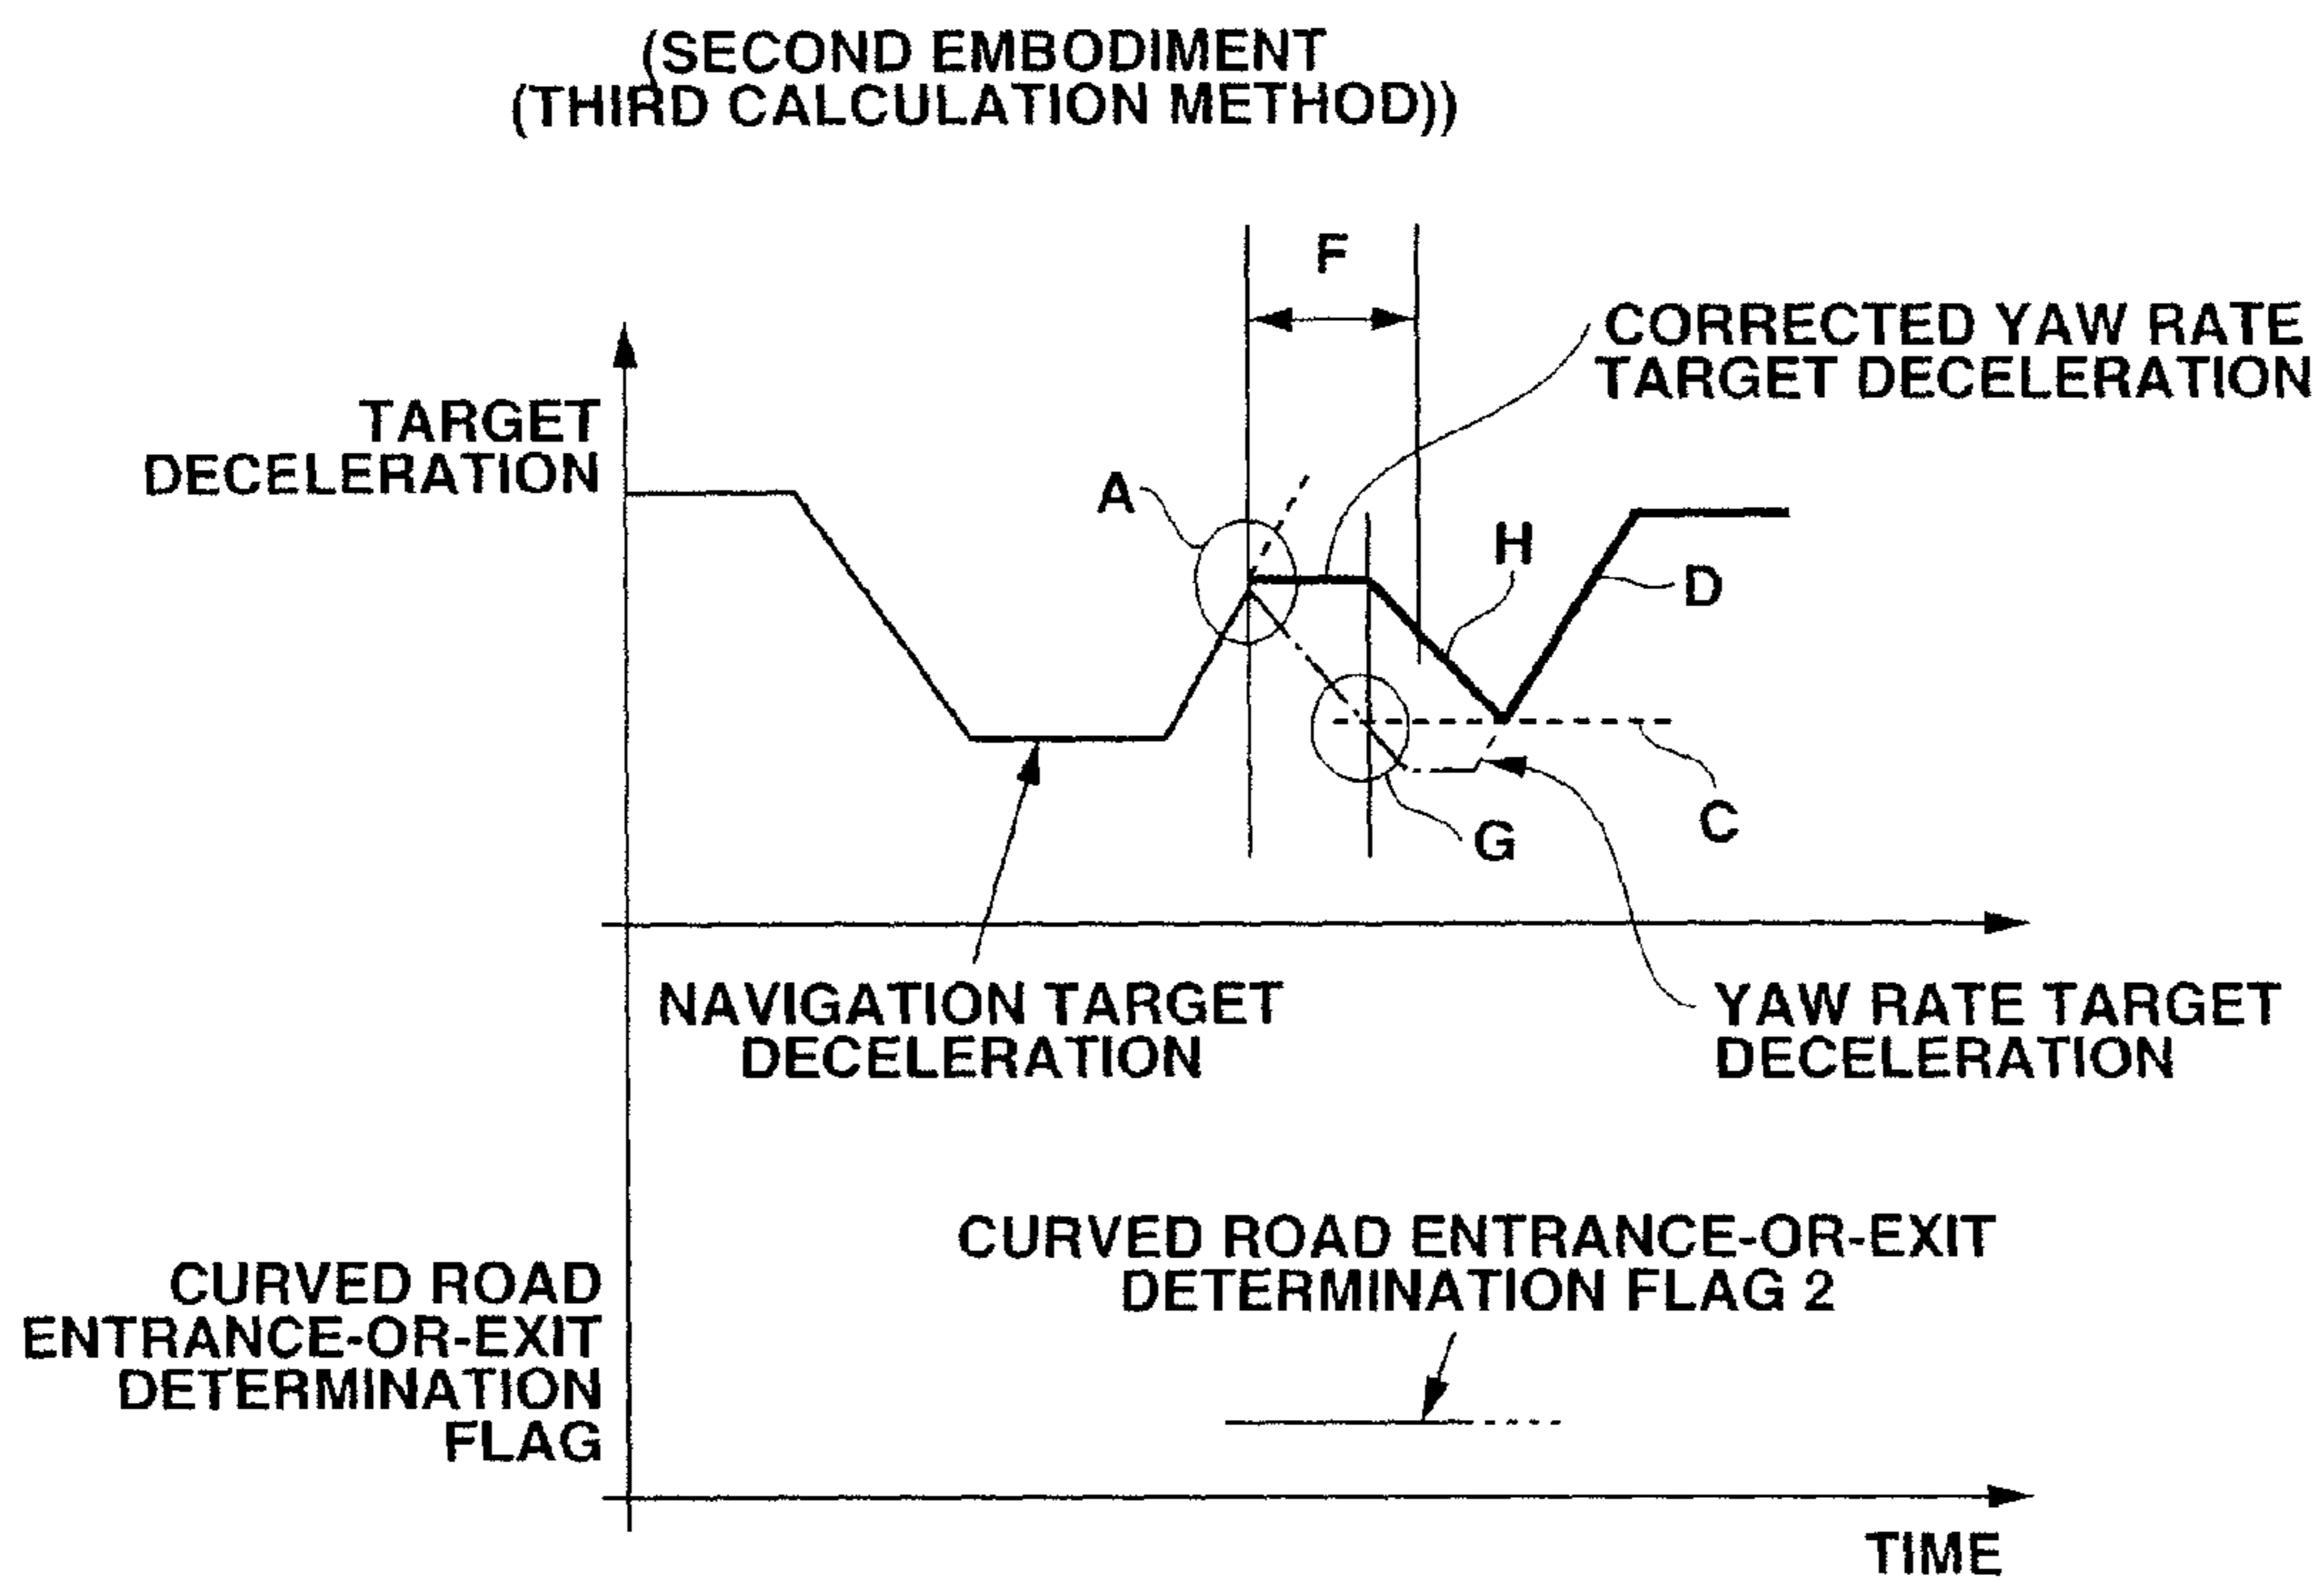 (SECOND EMBODIMENT
(THIRD CALCULATION METHOD))
F
CORRECTED YAW RATE
TARGET DECELERATION
TARGET
DECELERATION
A
H
D
C
G
NAVIGATION TARGET
DECELERATION
YAW RATE TARGET
DECELERATION
CURVED ROAD ENTRANCE-OR-EXIT
DETERMINATION FLAG 2
CURVED ROAD
ENTRANCE-OR-EXIT
DETERMINATION
FLAG
TIME